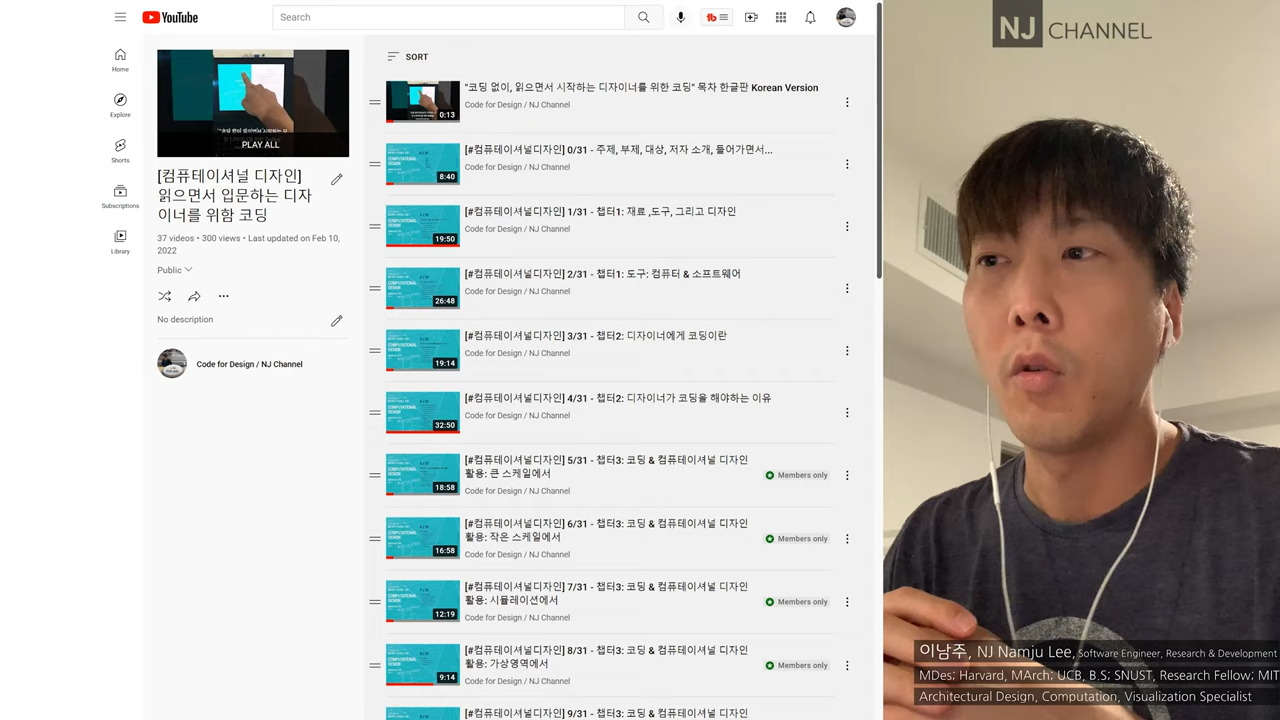 YouTube
Search
NJ CHANNEL
Home
Explore
Shorts
Subscriptions
Library
PLAY ALL
[컴퓨테이셔널 디자인]
읽으면서 입문하는 디자
이너를 위함 코딩
37 videos • 300 views • Last updated on Feb 10,
2022
Public
No description
Code for Design / NJ Channel
SORT
"코딩 없이, 읽으면서 시작하는 디자이너를 위한 코딩" 목차 한글판 Korean Version
Code for Design / NJ Channel
0:13
[#컴퓨테이셔널디자인] 0/31 - 주제, 부제, 목차, 저자 소개, 들어가면서...
Code for Design / NJ Channel
8:40
[#컴퓨테이셔널디자인] 1/31 - 챕터1: 재료, 도구, 그리고 디자인
Code for Design / NJ Channel
19:50
[#컴퓨테이셔널디자인] 2/31 - 챕터1: 도구, 컴퓨터 & 소프트웨어
Code for Design / NJ Channel
26:48
[#컴퓨테이셔널디자인] 3/31 - 챕터2: 디자이너에게 코딩이란
Code for Design / NJ Channel
19:14
[#컴퓨테이셔널디자인] 4/31 - 챕터2: 디자이너가 코딩을 해야하는 이유
Code for Design / NJ Channel
32:50
[#컴퓨테이셔널디자인] 5/31 - 챕터3: 코딩 & 컴퓨테이셔널 디자인
활용: 큰 스케일에서
Code for Design / NJ Channel
18:58
Members only
[#컴퓨테이셔널디자인] 6/31 - 챕터3: 코딩 & 컴퓨테이셔널 디자인
활용: 작은 스케일에서
Code for Design / NJ Channel
16:58
Members only
[#컴퓨테이셔널디자인] 7/31 - 챕터3: 코딩 & 컴퓨테이셔널 디자인
활용: 시뮬레이션에서
Code for Design / NJ Channel
12:19
Members only
[#컴퓨테이셔널디자인] 8/31 - 챕터3: 코딩 & 컴퓨테이셔널 디자인
활용: 가상영역에서
Code for Design / NJ Channel
9:14
Members only
[#컴퓨테이셔널디자인] 9/31 - 챕터3: 코딩 & 컴퓨테이셔널 디자인
이남주, NJ Namju Lee, Software Engineer, Research & Development
MDes; Harvard, MArch; UCB, B.S; SNUST, Research Fellow; MIT
Architectural Design, Computation, Visualization Specialist